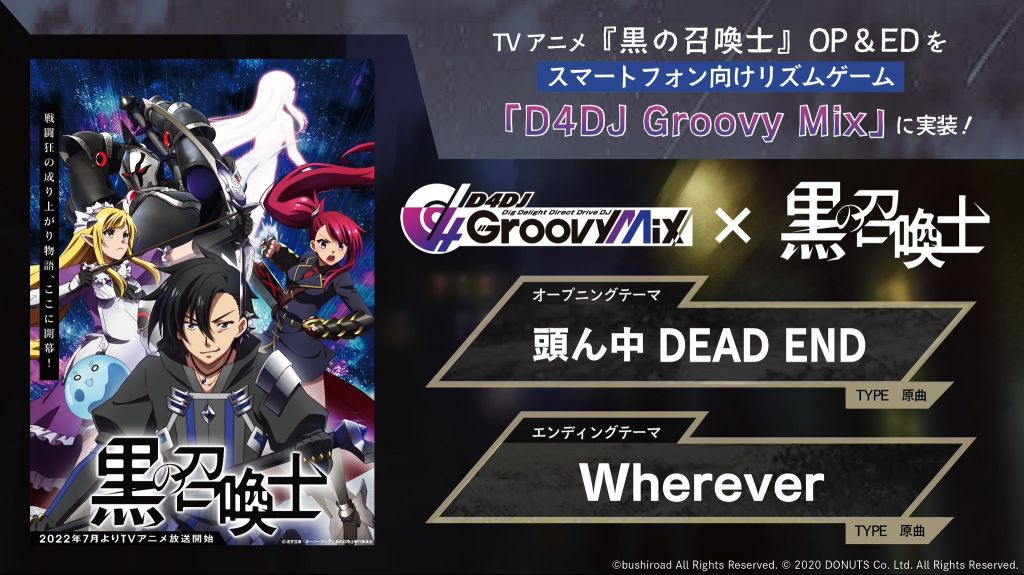 TVアニメ『黒の召喚士』OP&EDを
スマートフォン向けリズムゲーム
「D4DJ Groovy Mix」に実装！
戦闘狂の成り上がり物語、ここに開幕！
黒の召喚士
2022年7月よりTVアニメ放送開始
D4DJ
Dig Delight Direct Drive DJ
Groovy Mix
×
黒の召喚士
オープニングテーマ
頭ん中 DEAD END
TYPE 原曲
エンディングテーマ
Wherever
TYPE 原曲
©bushiroad All Rights Reserved. © 2020 DONUTS Co. Ltd. All Rights Reserved.